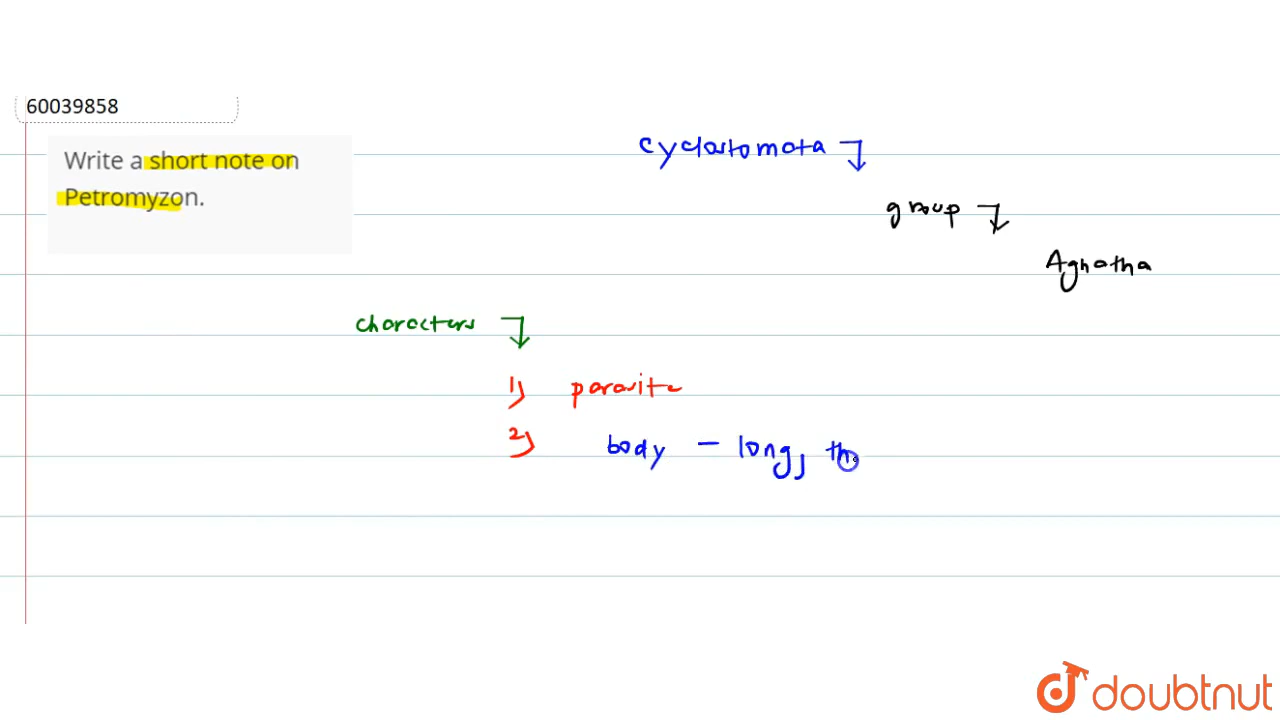 60039858
Write a short note on
Petromyzon.
cyclostomata
group
Agnatha
characters
1) parasite
2) body - long,
doubtnut